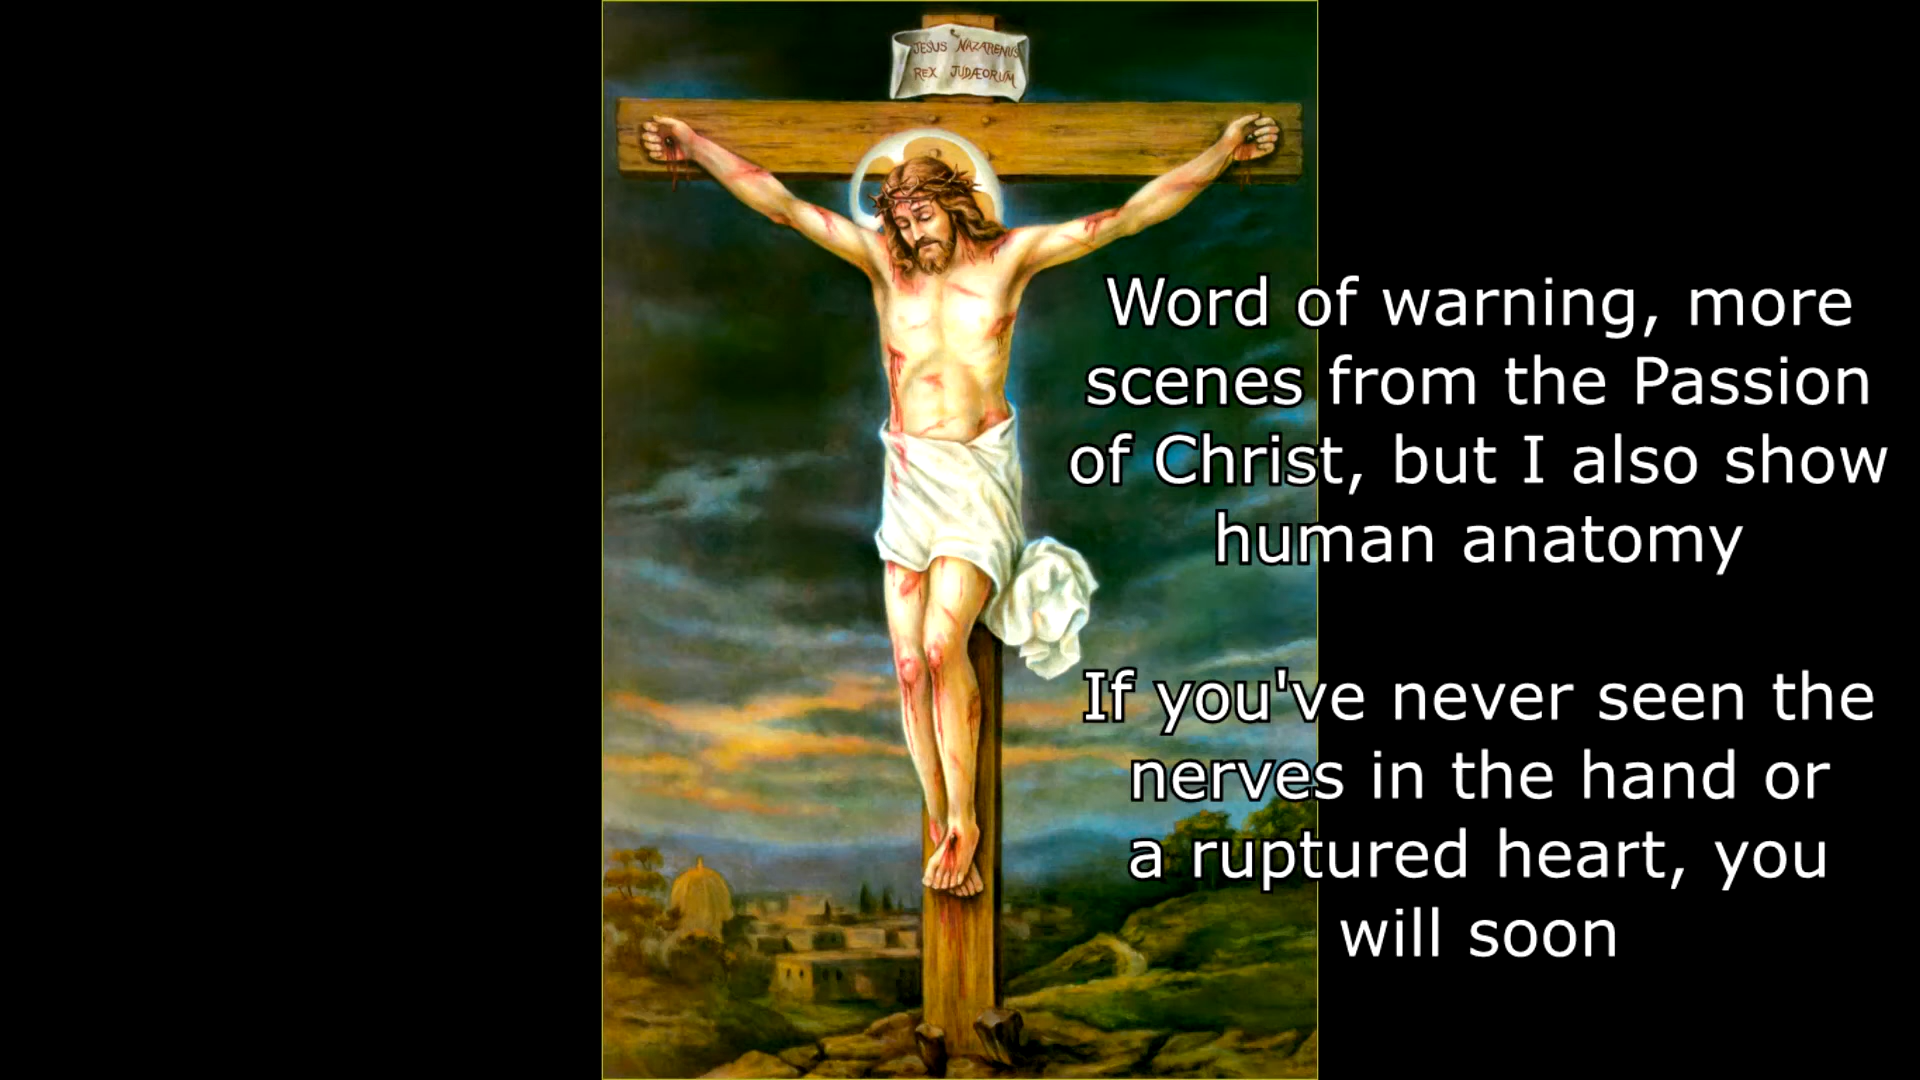 JESUS NAZARENUS
REX JUDÆORUM
Word of warning, more
scenes from the Passion
of Christ, but I also show
human anatomy
If you've never seen the
nerves in the hand or
a ruptured heart, you
will soon